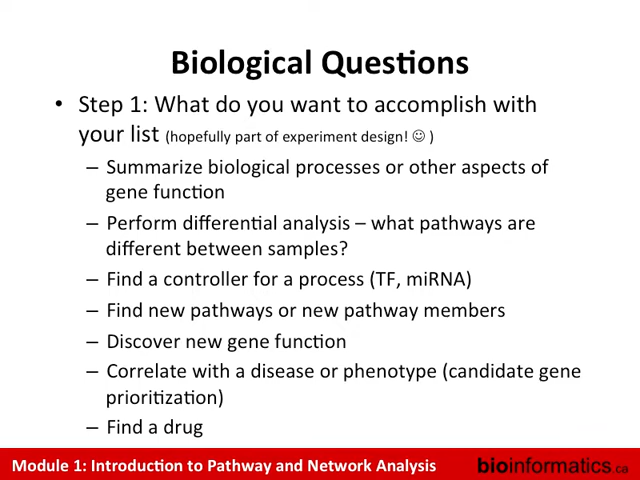 Biological Questions
• Step 1: What do you want to accomplish with
your list (hopefully part of experiment design! ☺ )
– Summarize biological processes or other aspects of
gene function
– Perform differential analysis – what pathways are
different between samples?
– Find a controller for a process (TF, miRNA)
– Find new pathways or new pathway members
– Discover new gene function
– Correlate with a disease or phenotype (candidate gene
prioritization)
– Find a drug
Module 1: Introduction to Pathway and Network Analysis
bioinformatics.ca